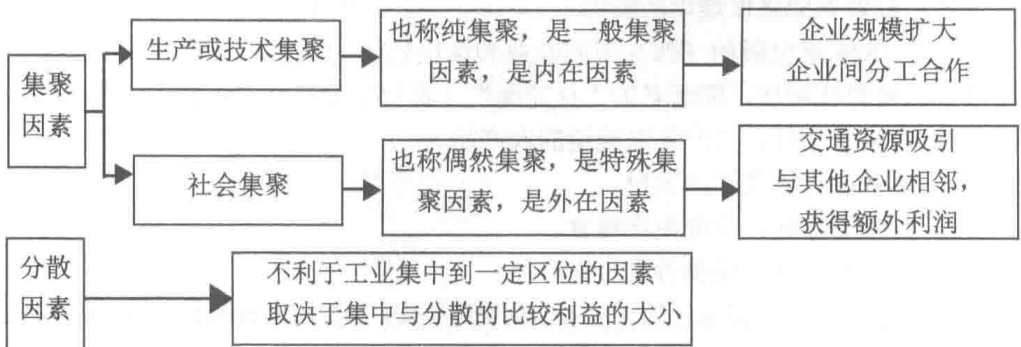 集聚
因素
生产或技术集聚
也称纯集聚，是一般集聚
因素，是内在因素
企业规模扩大
企业间分工合作
社会集聚
也称偶然集聚，是特殊集
聚因素，是外在因素
交通资源吸引
与其他企业相邻，
获得额外利润
分散
因素
不利于工业集中到一定区位的因素
取决于集中与分散的比较利益的大小